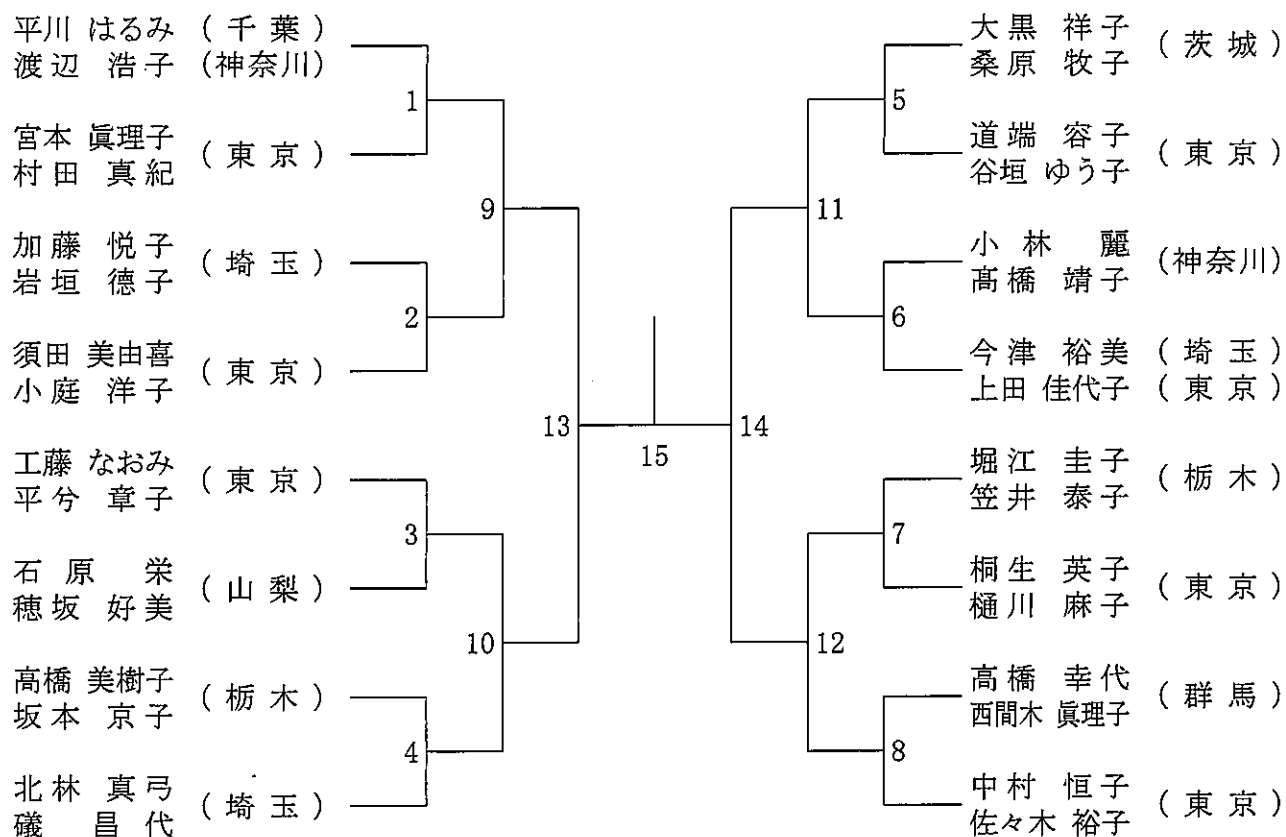 平川 はるみ (千葉)
渡辺 浩子 (神奈川)
1
宮本 眞理子
村田 真紀
(東京)
9
加藤 悦子
岩垣 德子
(埼玉)
2
須田 美由喜
小庭 洋子
(東京)
13
工藤 なおみ
平兮 章子
(東京)
3
石原 栄
穂坂 好美
(山梨)
10
高橋 美樹子
坂本 京子
(栃木)
4
北林 真弓
礒 昌代
(埼玉)
15
大黒 祥子
桑原 牧子
(茨城)
5
道端 容子
谷垣 ゆう子
(東京)
11
小林 麗
髙橋 靖子
(神奈川)
6
今津 裕美 (埼玉)
上田 佳代子 (東京)
14
堀江 圭子
笠井 泰子
(栃木)
7
桐生 英子
樋川 麻子
(東京)
12
高橋 幸代
西間木 眞理子
(群馬)
8
中村 恒子
佐々木 裕子
(東京)